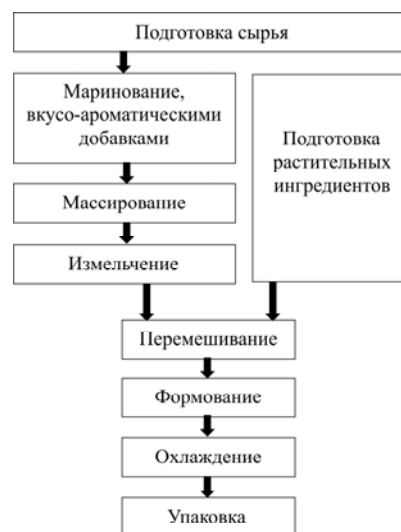 Подготовка сырья
Маринование,
вкусо-ароматическими
добавками
Подготовка
растительных
ингредиентов
Массирование
Измельчение
Перемешивание
Формование
Охлаждение
Упаковка